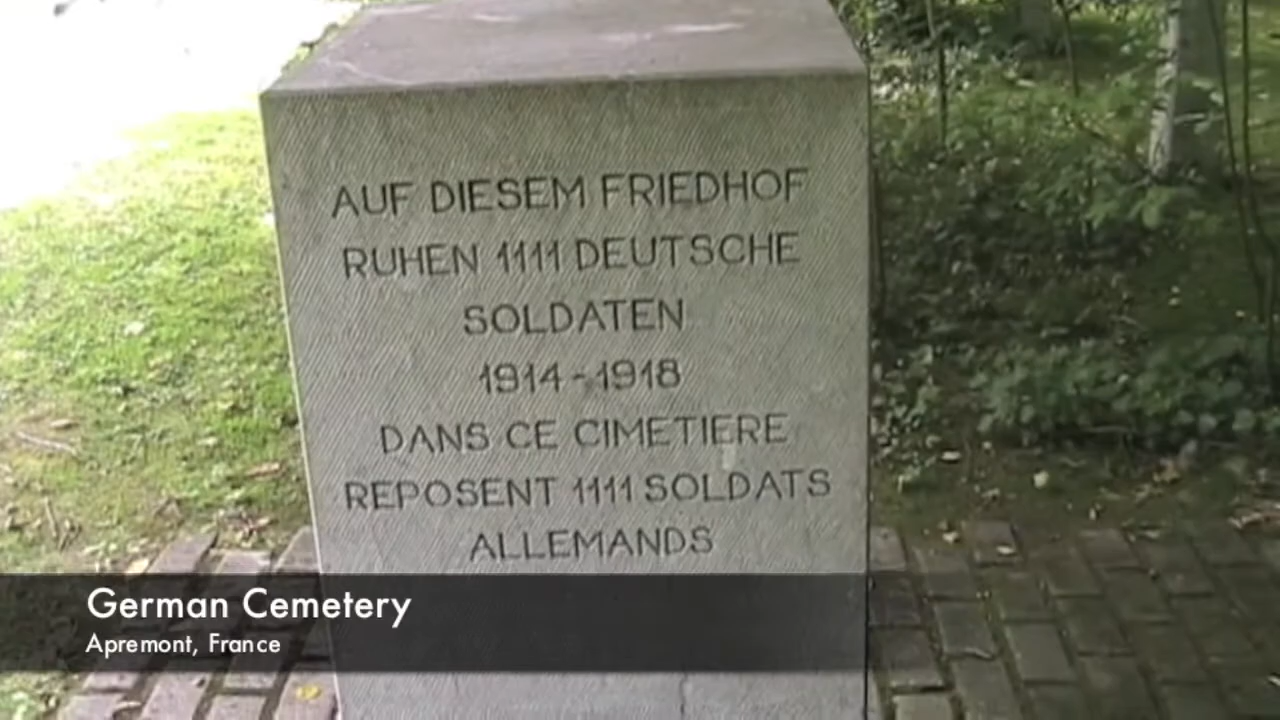 AUF DIESEM FRIEDHOF
RUHEN 1111 DEUTSCHE
SOLDATEN
1914-1918
DANS CE CIMETIERE
REPOSENT 1111 SOLDATS
ALLEMANDS
German Cemetery
Apremont, France